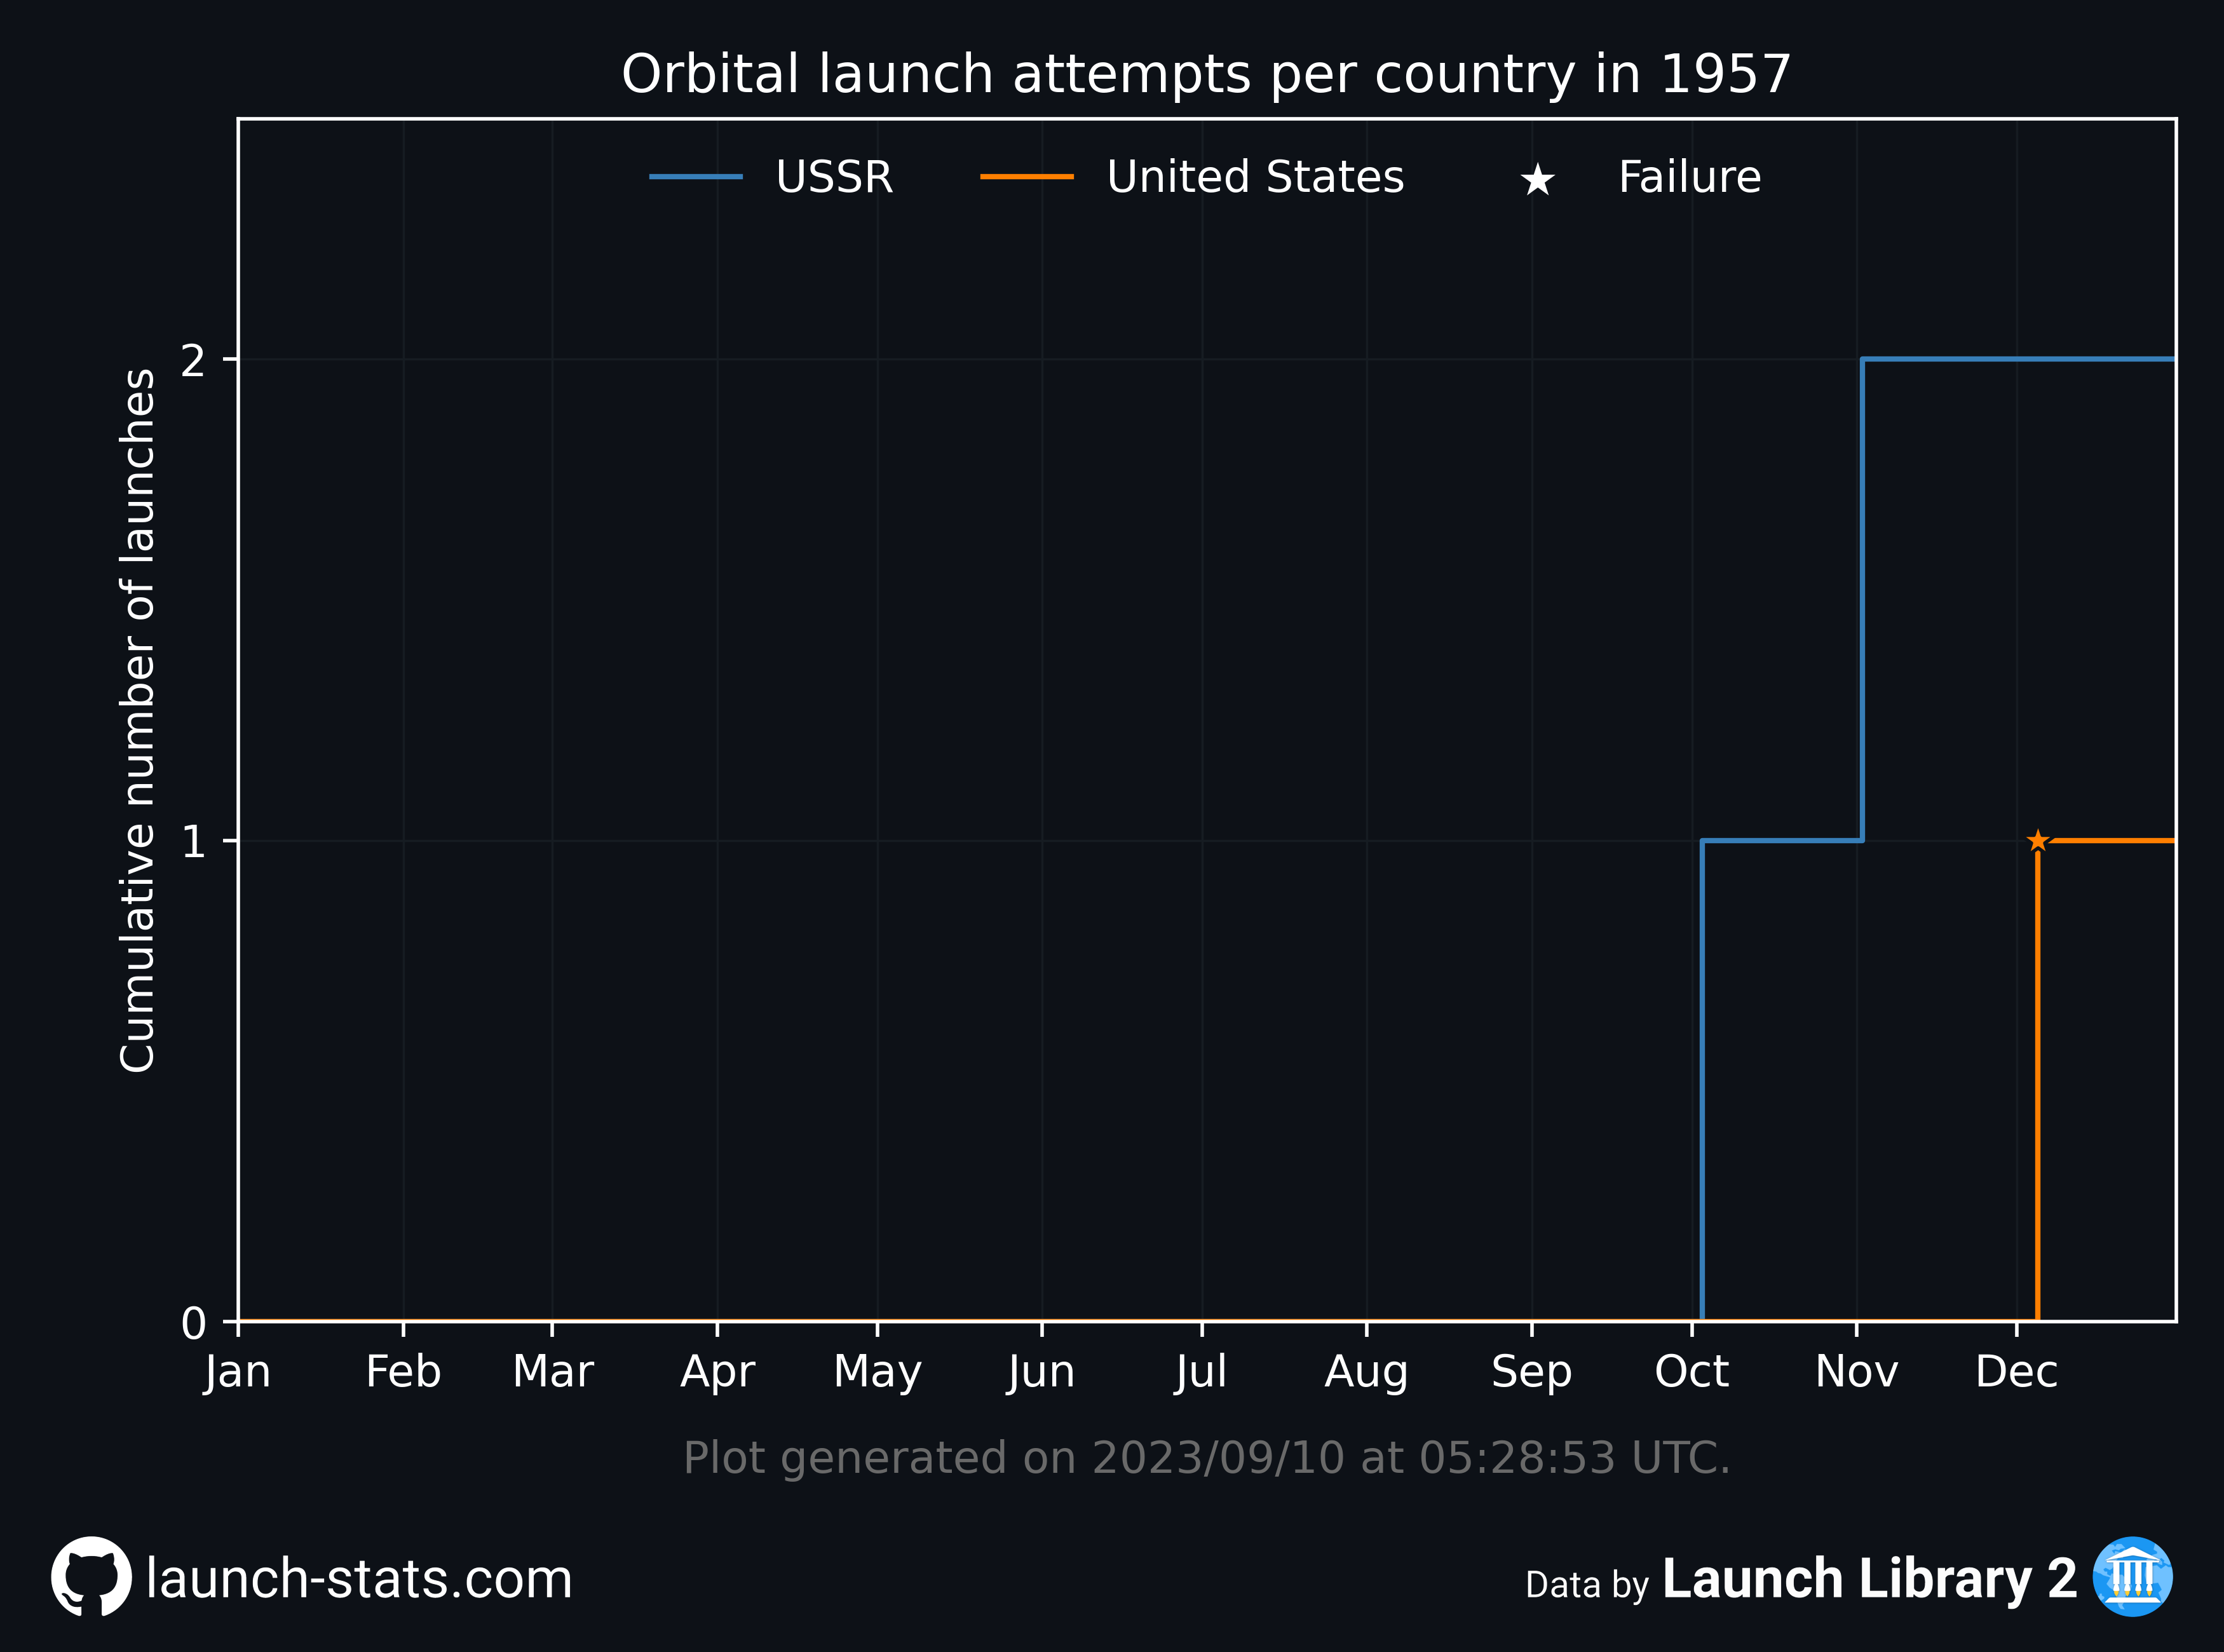 Orbital launch attempts per country in 1957
USSR United States Failure
Cumulative number of launches
2
1
0
Jan Feb Mar Apr May Jun Jul Aug Sep Oct Nov Dec
Plot generated on 2023/09/10 at 05:28:53 UTC.
launch-stats.com
Data by Launch Library 2